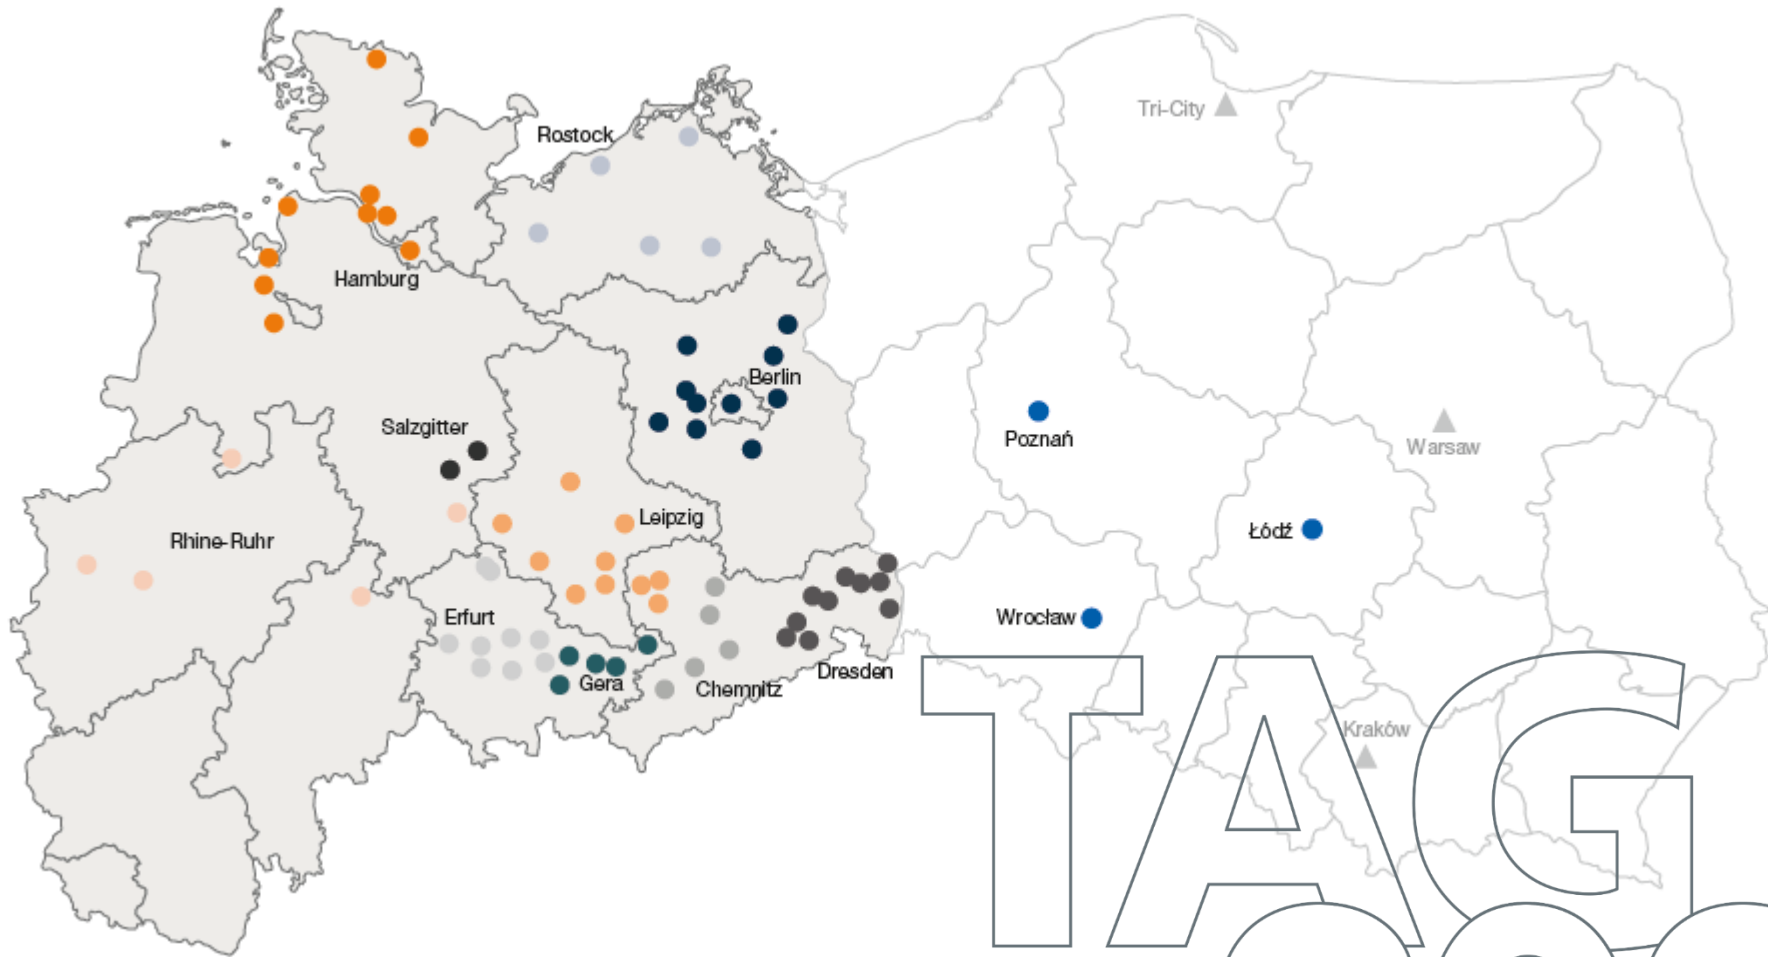 Tri-City
Rostock
Hamburg
Berlin
Salzgitter
Poznań
Warsaw
Leipzig
Łódź
Rhine-Ruhr
Erfurt
Wrocław
Dresden
Gera
Chemnitz
Kraków
TAG